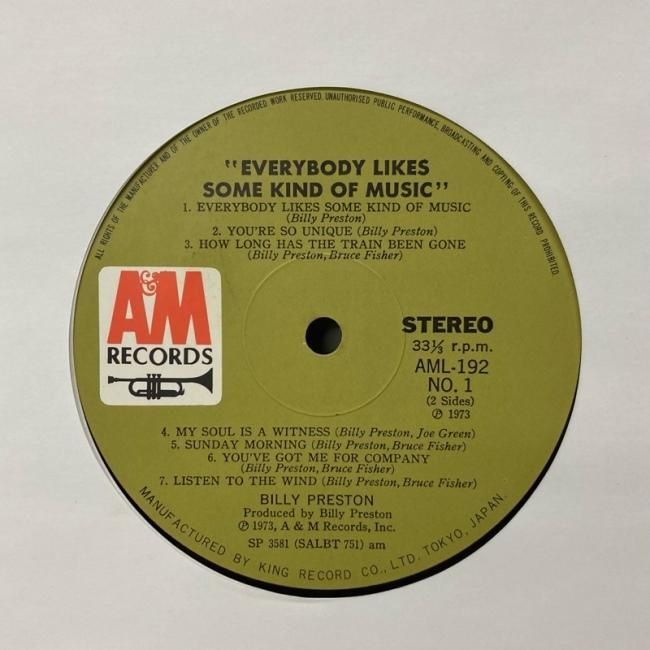 ALL RIGHTS OF THE MANUFACTURER AND OF THE OWNER OF THE RECORDED WORK RESERVED. UNAUTHORISED PUBLIC PERFORMANCE, BROADCASTING AND COPYING OF THIS RECORD PROHIBITED.
"EVERYBODY LIKES
SOME KIND OF MUSIC"
1. EVERYBODY LIKES SOME KIND OF MUSIC
(Billy Preston)
2. YOU'RE SO UNIQUE (Billy Preston)
3. HOW LONG HAS THE TRAIN BEEN GONE
(Billy Preston, Bruce Fisher)
A&M
RECORDS
STEREO
33⅓ r.p.m.
AML-192
NO. 1
(2 Sides)
℗ 1973
4. MY SOUL IS A WITNESS (Billy Preston, Joe Green)
5. SUNDAY MORNING (Billy Preston, Bruce Fisher)
6. YOU'VE GOT ME FOR COMPANY
(Billy Preston, Bruce Fisher)
7. LISTEN TO THE WIND (Billy Preston, Bruce Fisher)
BILLY PRESTON
Produced by Billy Preston
℗ 1973, A & M Records, Inc.
SP 3581 (SALBT 751) am
MANUFACTURED BY KING RECORD CO., LTD. TOKYO, JAPAN.